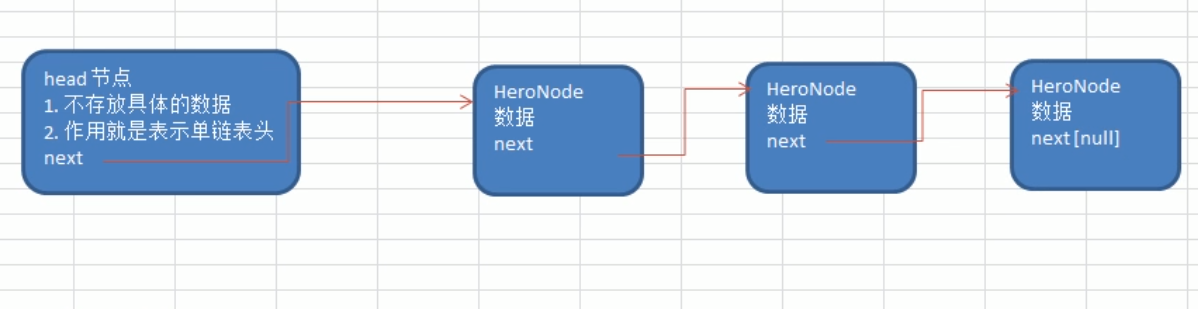 head 节点
1. 不存放具体的数据
2. 作用就是表示单链表头
next
HeroNode
数据
next
HeroNode
数据
next
HeroNode
数据
next [null]